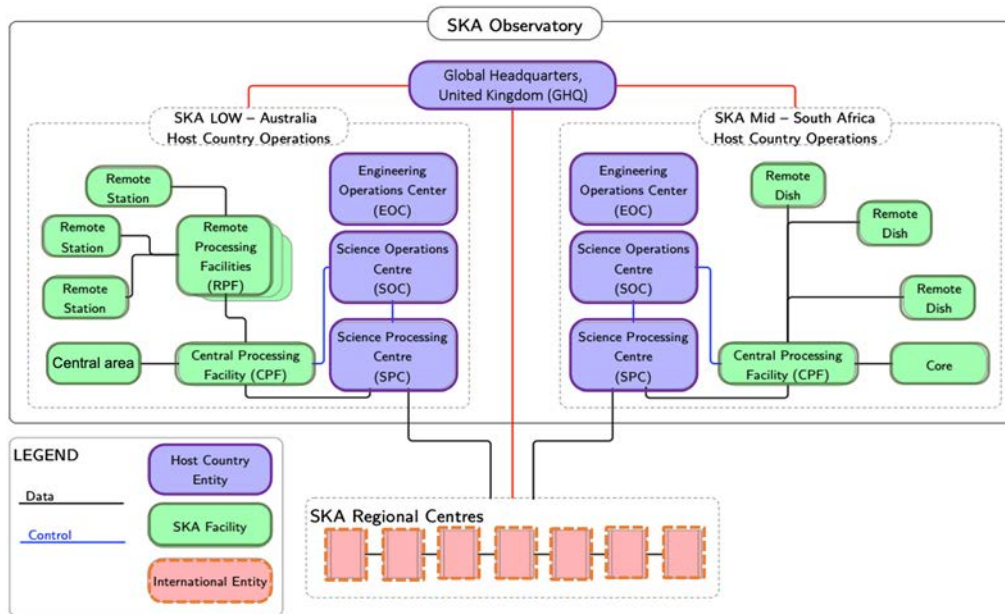 SKA Observatory
Global Headquarters,
United Kingdom (GHQ)
SKA LOW – Australia
Host Country Operations
Remote
Station
Remote
Station
Remote
Station
Remote
Processing
Facilities
(RPF)
Central area
Central Processing
Facility (CPF)
Engineering
Operations Center
(EOC)
Science Operations
Centre
(SOC)
Science Processing
Centre
(SPC)
SKA Mid – South Africa
Host Country Operations
Engineering
Operations Center
(EOC)
Science Operations
Centre
(SOC)
Science Processing
Centre
(SPC)
Remote
Dish
Remote
Dish
Remote
Dish
Central Processing
Facility (CPF)
Core
LEGEND
Data
Control
Host Country
Entity
SKA Facility
International Entity
SKA Regional Centres